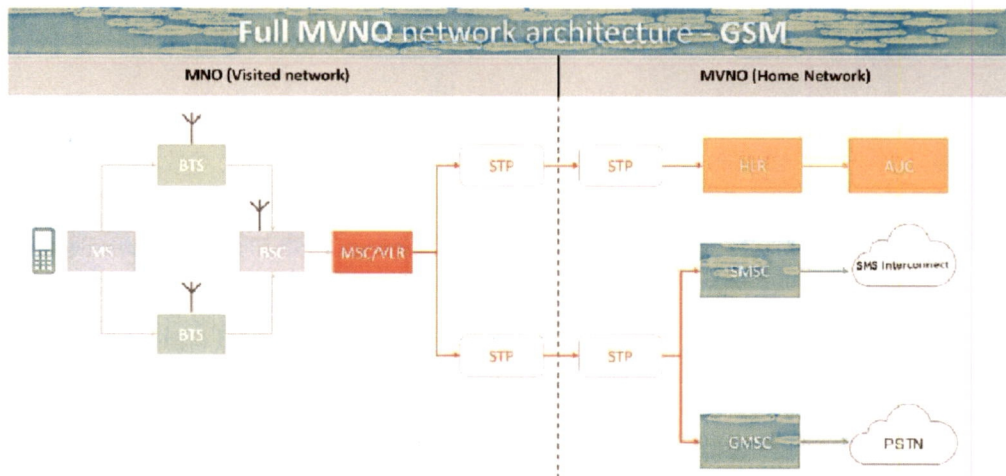 Full MVNO network architecture - GSM
MNO (Visited network)
MVNO (Home Network)
BTS
STP
STP
HLR
AUC
MS
BSC
MSC/VLR
SMSC
SMS Interconnect
BTS
STP
STP
GMSC
PSTN